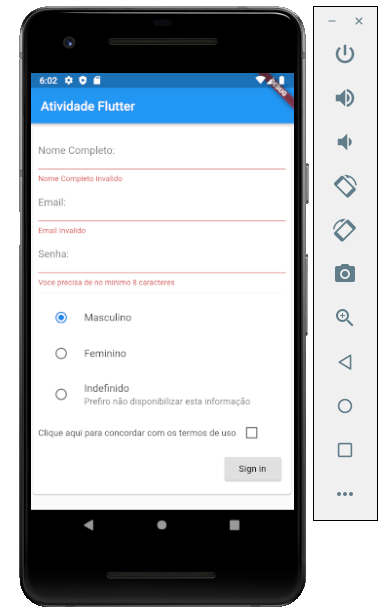 6:02
DEBUG
Atividade Flutter
Nome Completo:
Nome Completo Invalido
Email:
Email Invalido
Senha:
Voce precisa de no minimo 8 caracteres
Masculino
Feminino
Indefinido
Prefiro não disponibilizar esta informação
Clique aqui para concordar com os termos de uso
Sign in